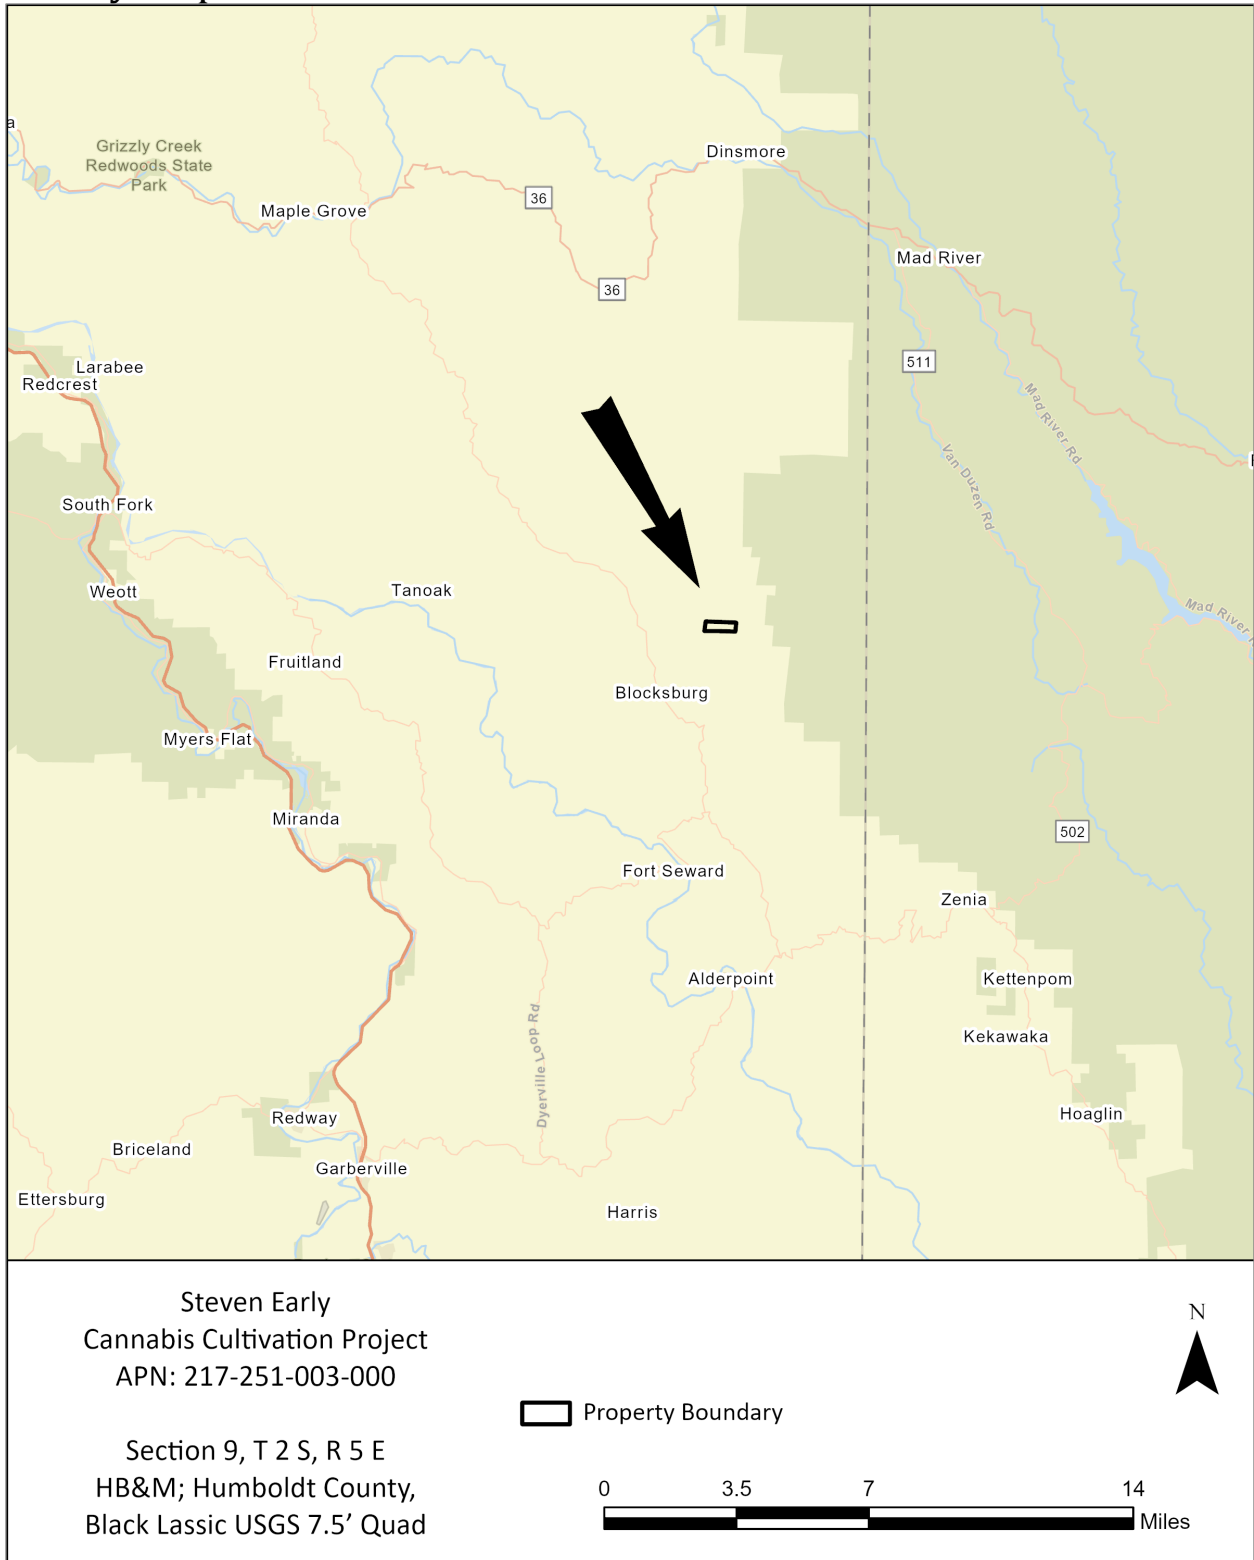 a
Grizzly Creek
Redwoods State
Park
Dinsmore
36
Maple Grove
Mad River
36
511
Larabee
Redcrest
Mad River Rd
Van Duzen Rd
South Fork
Tanoak
Weott
Mad River
Fruitland
Blocksburg
Myers Flat
Miranda
502
Fort Seward
Zenia
Alderpoint
Kettenpom
Kekawaka
Dyerville Loop Rd
Hoaglin
Redway
Briceland
Garberville
Ettersburg
Harris
Steven Early
Cannabis Cultivation Project
APN: 217-251-003-000
N
Property Boundary
Section 9, T 2 S, R 5 E
HB&M; Humboldt County,
Black Lassic USGS 7.5’ Quad
0 3.5 7 14
Miles